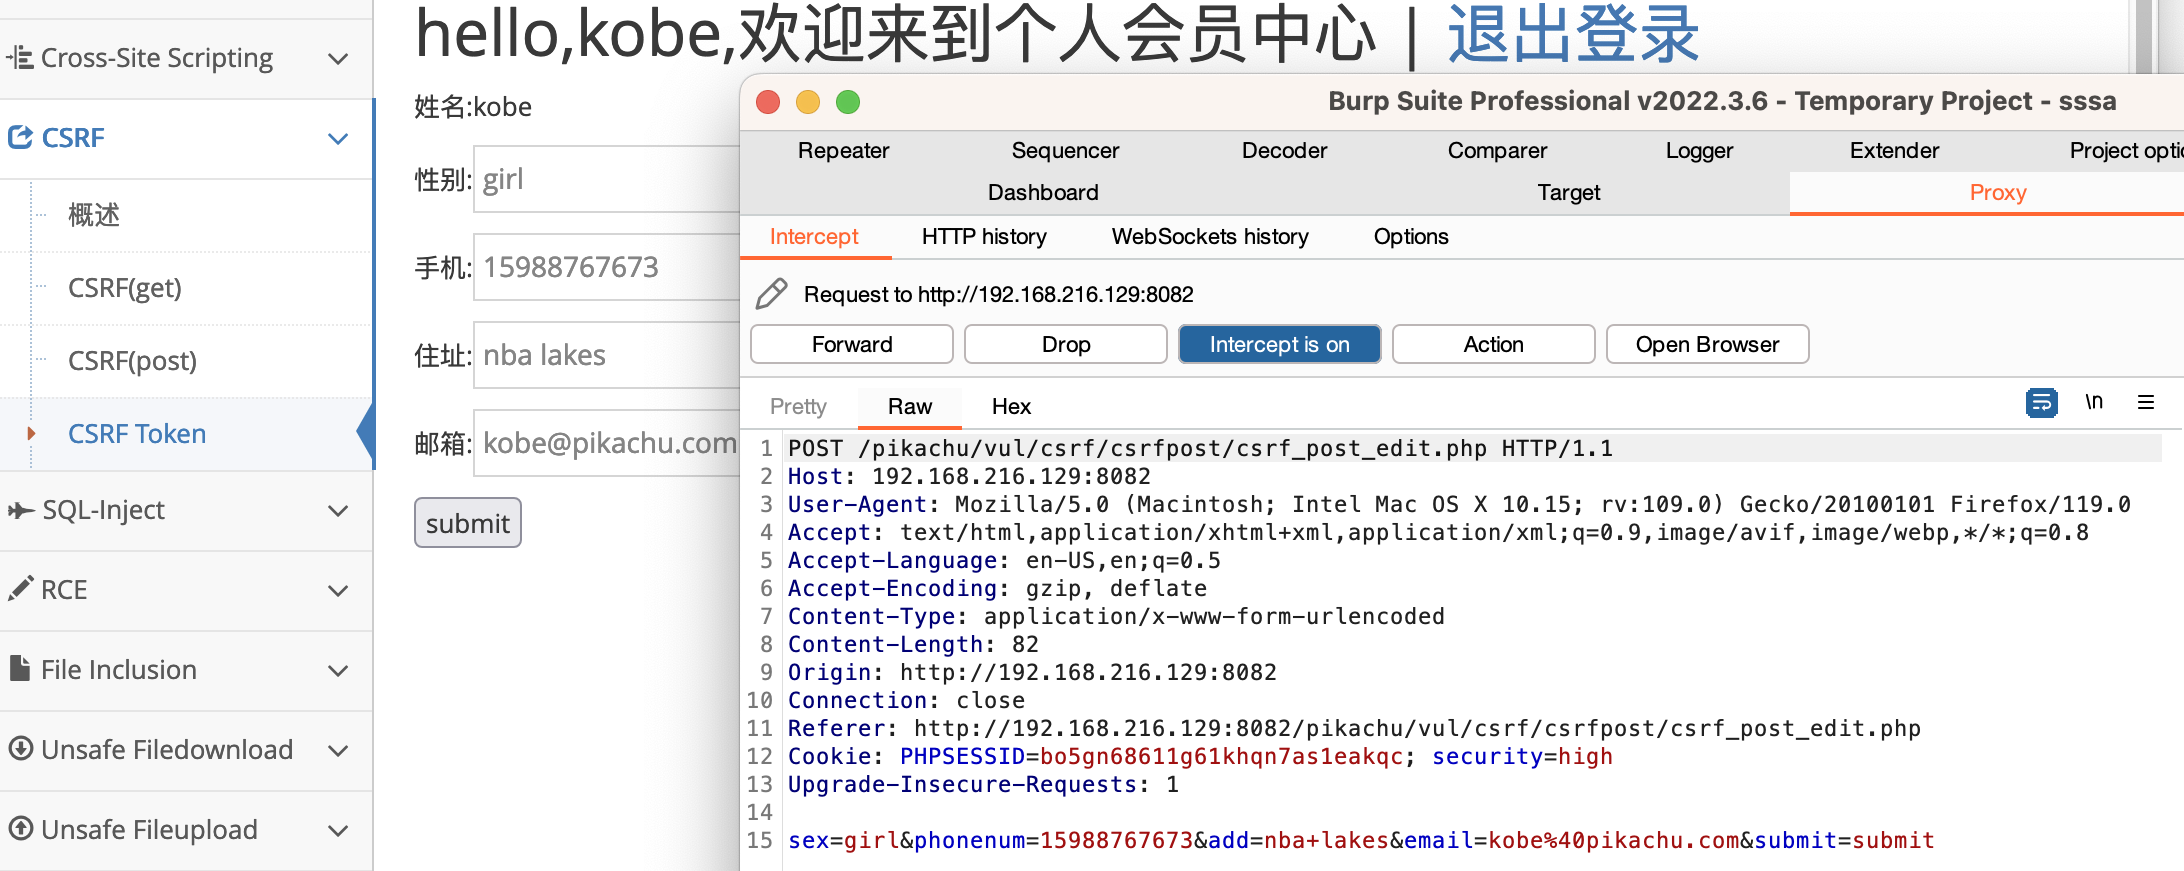 Cross-Site Scripting
CSRF
概述
CSRF(get)
CSRF(post)
CSRF Token
SQL-Inject
RCE
File Inclusion
Unsafe Filedownload
Unsafe Fileupload
hello,kobe,欢迎来到个人会员中心 | 退出登录
姓名:kobe
性别: girl
手机: 15988767673
住址: nba lakes
邮箱: kobe@pikachu.com
submit
Burp Suite Professional v2022.3.6 - Temporary Project - sssa
Repeater Sequencer Decoder Comparer Logger Extender Project opti
Dashboard Target Proxy
Intercept HTTP history WebSockets history Options
Request to http://192.168.216.129:8082
Forward Drop Intercept is on Action Open Browser
Pretty Raw Hex \n
1 POST /pikachu/vul/csrf/csrfpost/csrf_post_edit.php HTTP/1.1
2 Host: 192.168.216.129:8082
3 User-Agent: Mozilla/5.0 (Macintosh; Intel Mac OS X 10.15; rv:109.0) Gecko/20100101 Firefox/119.0
4 Accept: text/html,application/xhtml+xml,application/xml;q=0.9,image/avif,image/webp,*/*;q=0.8
5 Accept-Language: en-US,en;q=0.5
6 Accept-Encoding: gzip, deflate
7 Content-Type: application/x-www-form-urlencoded
8 Content-Length: 82
9 Origin: http://192.168.216.129:8082
10 Connection: close
11 Referer: http://192.168.216.129:8082/pikachu/vul/csrf/csrfpost/csrf_post_edit.php
12 Cookie: PHPSESSID=bo5gn68611g61khqn7as1eakqc; security=high
13 Upgrade-Insecure-Requests: 1
14
15 sex=girl&phonenum=15988767673&add=nba+lakes&email=kobe%40pikachu.com&submit=submit